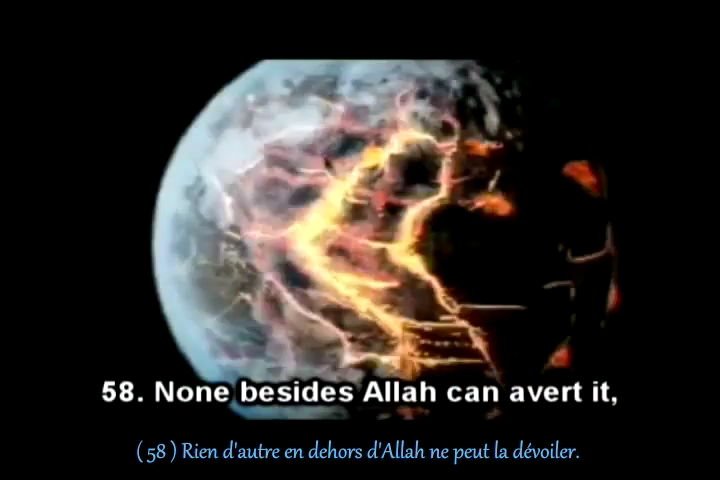 58. None besides Allah can avert it,
( 58 ) Rien d'autre en dehors d'Allah ne peut la dévoiler.